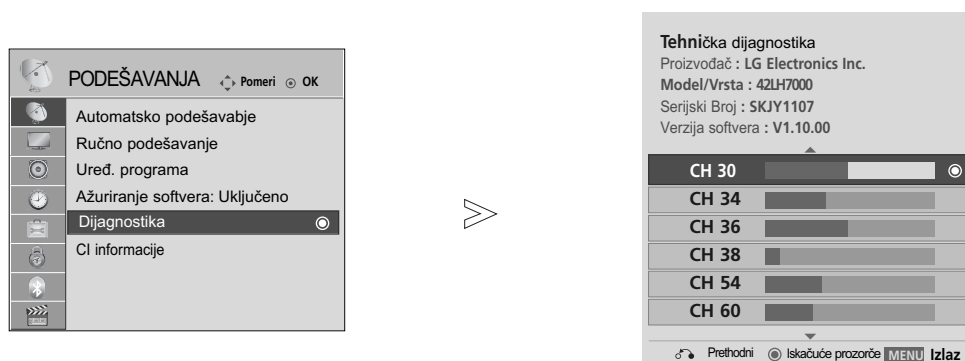 PODEŠAVANJA Pomeri OK
Automatsko podešavabje
Ručno podešavanje
Uređ. programa
Ažuriranje softvera: Uključeno
Dijagnostika
CI informacije
Tehnička dijagnostika
Proizvođač : LG Electronics Inc.
Model/Vrsta : 42LH7000
Serijski Broj : SKJY1107
Verzija softvera : V1.10.00
CH 30
CH 34
CH 36
CH 38
CH 54
CH 60
Prethodni Iskačuće prozorče MENU Izlaz